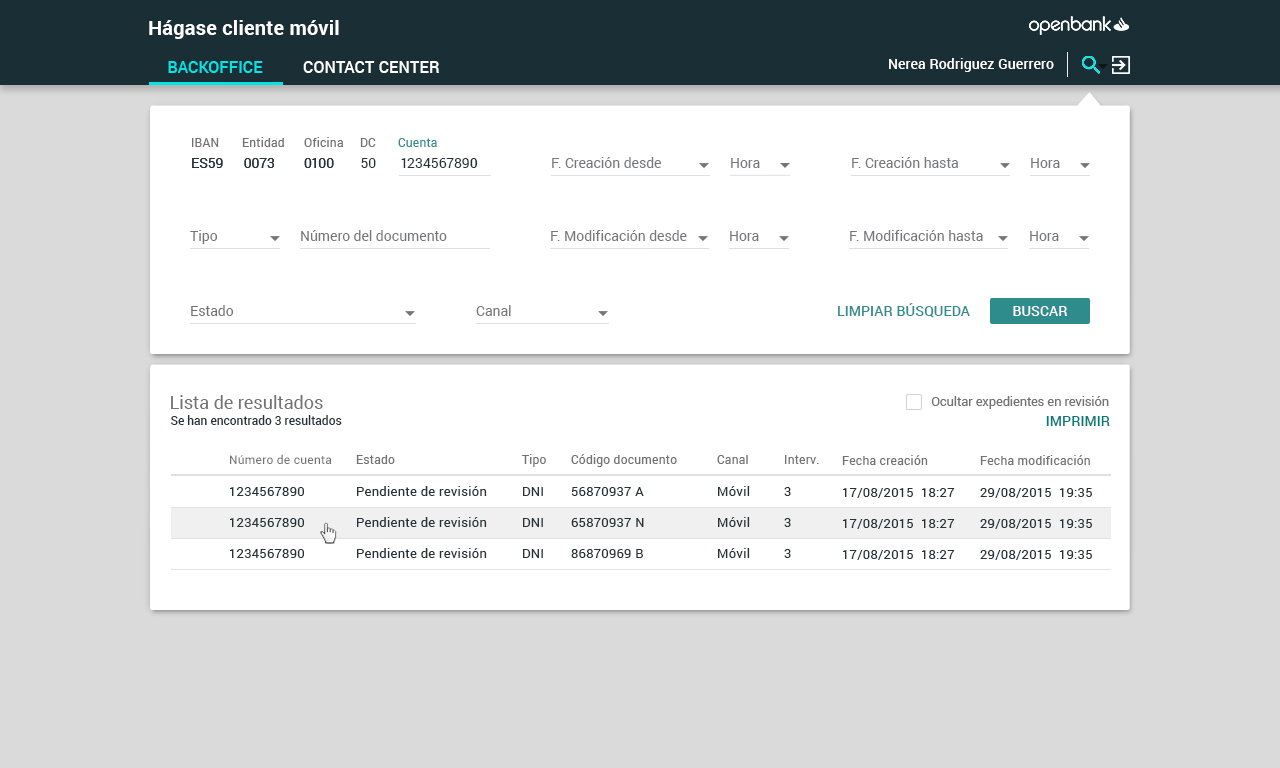 Hágase cliente móvil
openbank
BACKOFFICE CONTACT CENTER
Nerea Rodriguez Guerrero
IBAN Entidad Oficina DC Cuenta
ES59 0073 0100 50 1234567890 F. Creación desde Hora F. Creación hasta Hora
Tipo Número del documento F. Modificación desde Hora F. Modificación hasta Hora
Estado Canal LIMPIAR BÚSQUEDA BUSCAR
Lista de resultados
Se han encontrado 3 resultados
Ocultar expedientes en revisión
IMPRIMIR
Número de cuenta Estado Tipo Código documento Canal Interv. Fecha creación Fecha modificación
1234567890 Pendiente de revisión DNI 56870937 A Móvil 3 17/08/2015 18:27 29/08/2015 19:35
1234567890 Pendiente de revisión DNI 65870937 N Móvil 3 17/08/2015 18:27 29/08/2015 19:35
1234567890 Pendiente de revisión DNI 86870969 B Móvil 3 17/08/2015 18:27 29/08/2015 19:35